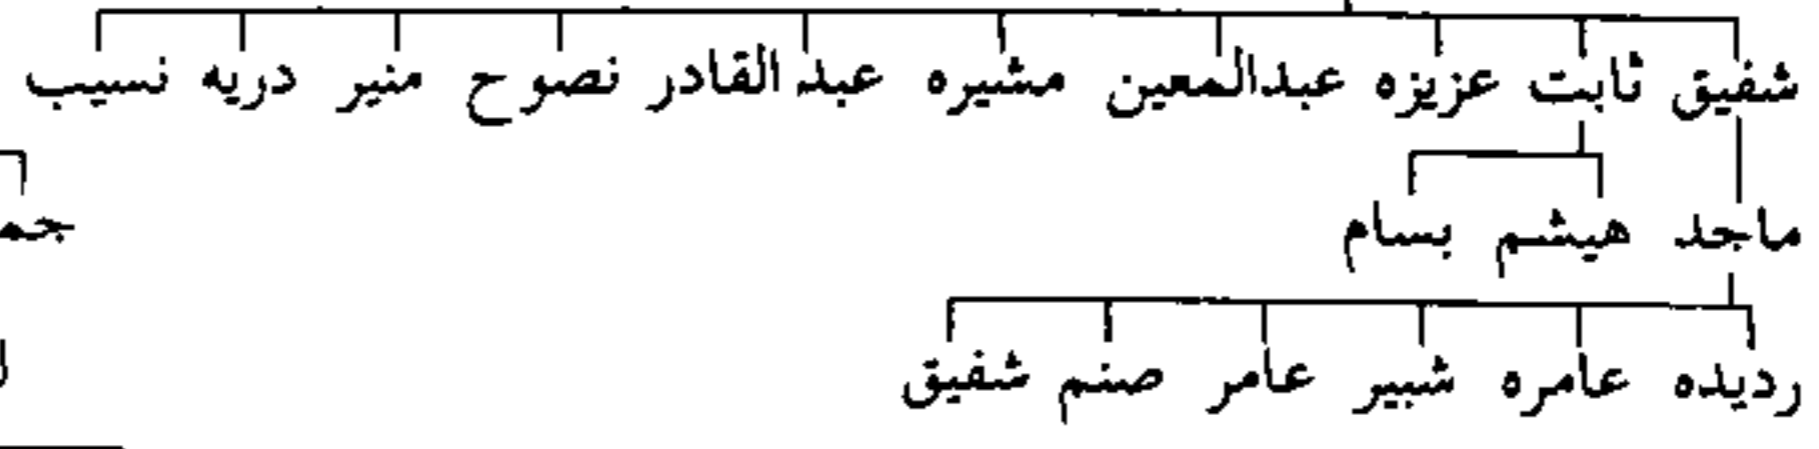 شفيق ثابت عزيزه عبدالمعين مشيره عبد القادر نصوح منير دريه نسيب
ماجد هيشم بسام
رديده عامره شبير عامر صنم شفيق